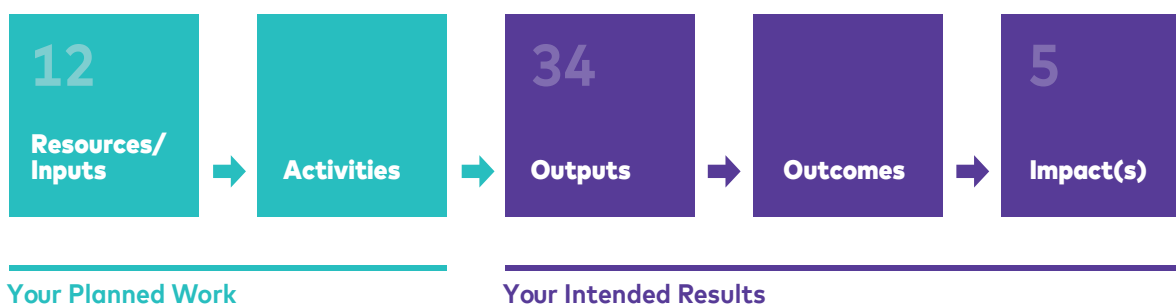 12
Resources/
Inputs
Activities
34
Outputs
Outcomes
5
Impact(s)
Your Planned Work
Your Intended Results